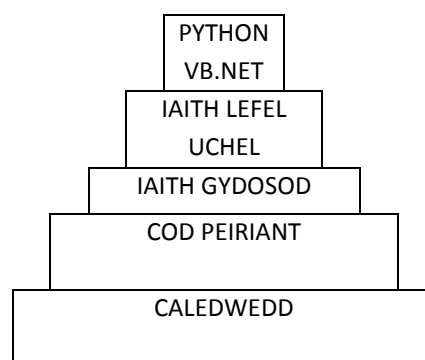 PYTHON
VB.NET
IAITH LEFEL
UCHEL
IAITH GYDOSOD
COD PEIRIANT
CALEDWEDD